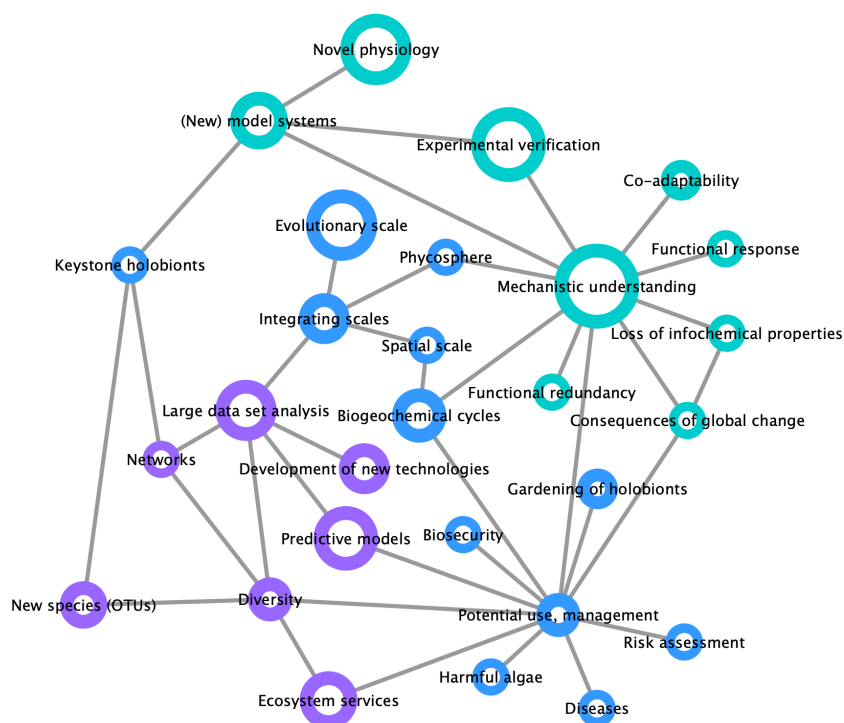 Novel physiology
(New) model systems
Experimental verification
Co-adaptability
Evolutionary scale
Functional response
Phycosphere
Keystone holobionts
Mechanistic understanding
Integrating scales
Loss of infochemical properties
Spatial scale
Functional redundancy
Large data set analysis
Biogeochemical cycles
Consequences of global change
Networks
Development of new technologies
Gardening of holobionts
Biosecurity
Predictive models
Diversity
New species (OTUs)
Potential use, management
Risk assessment
Harmful algae
Ecosystem services
Diseases